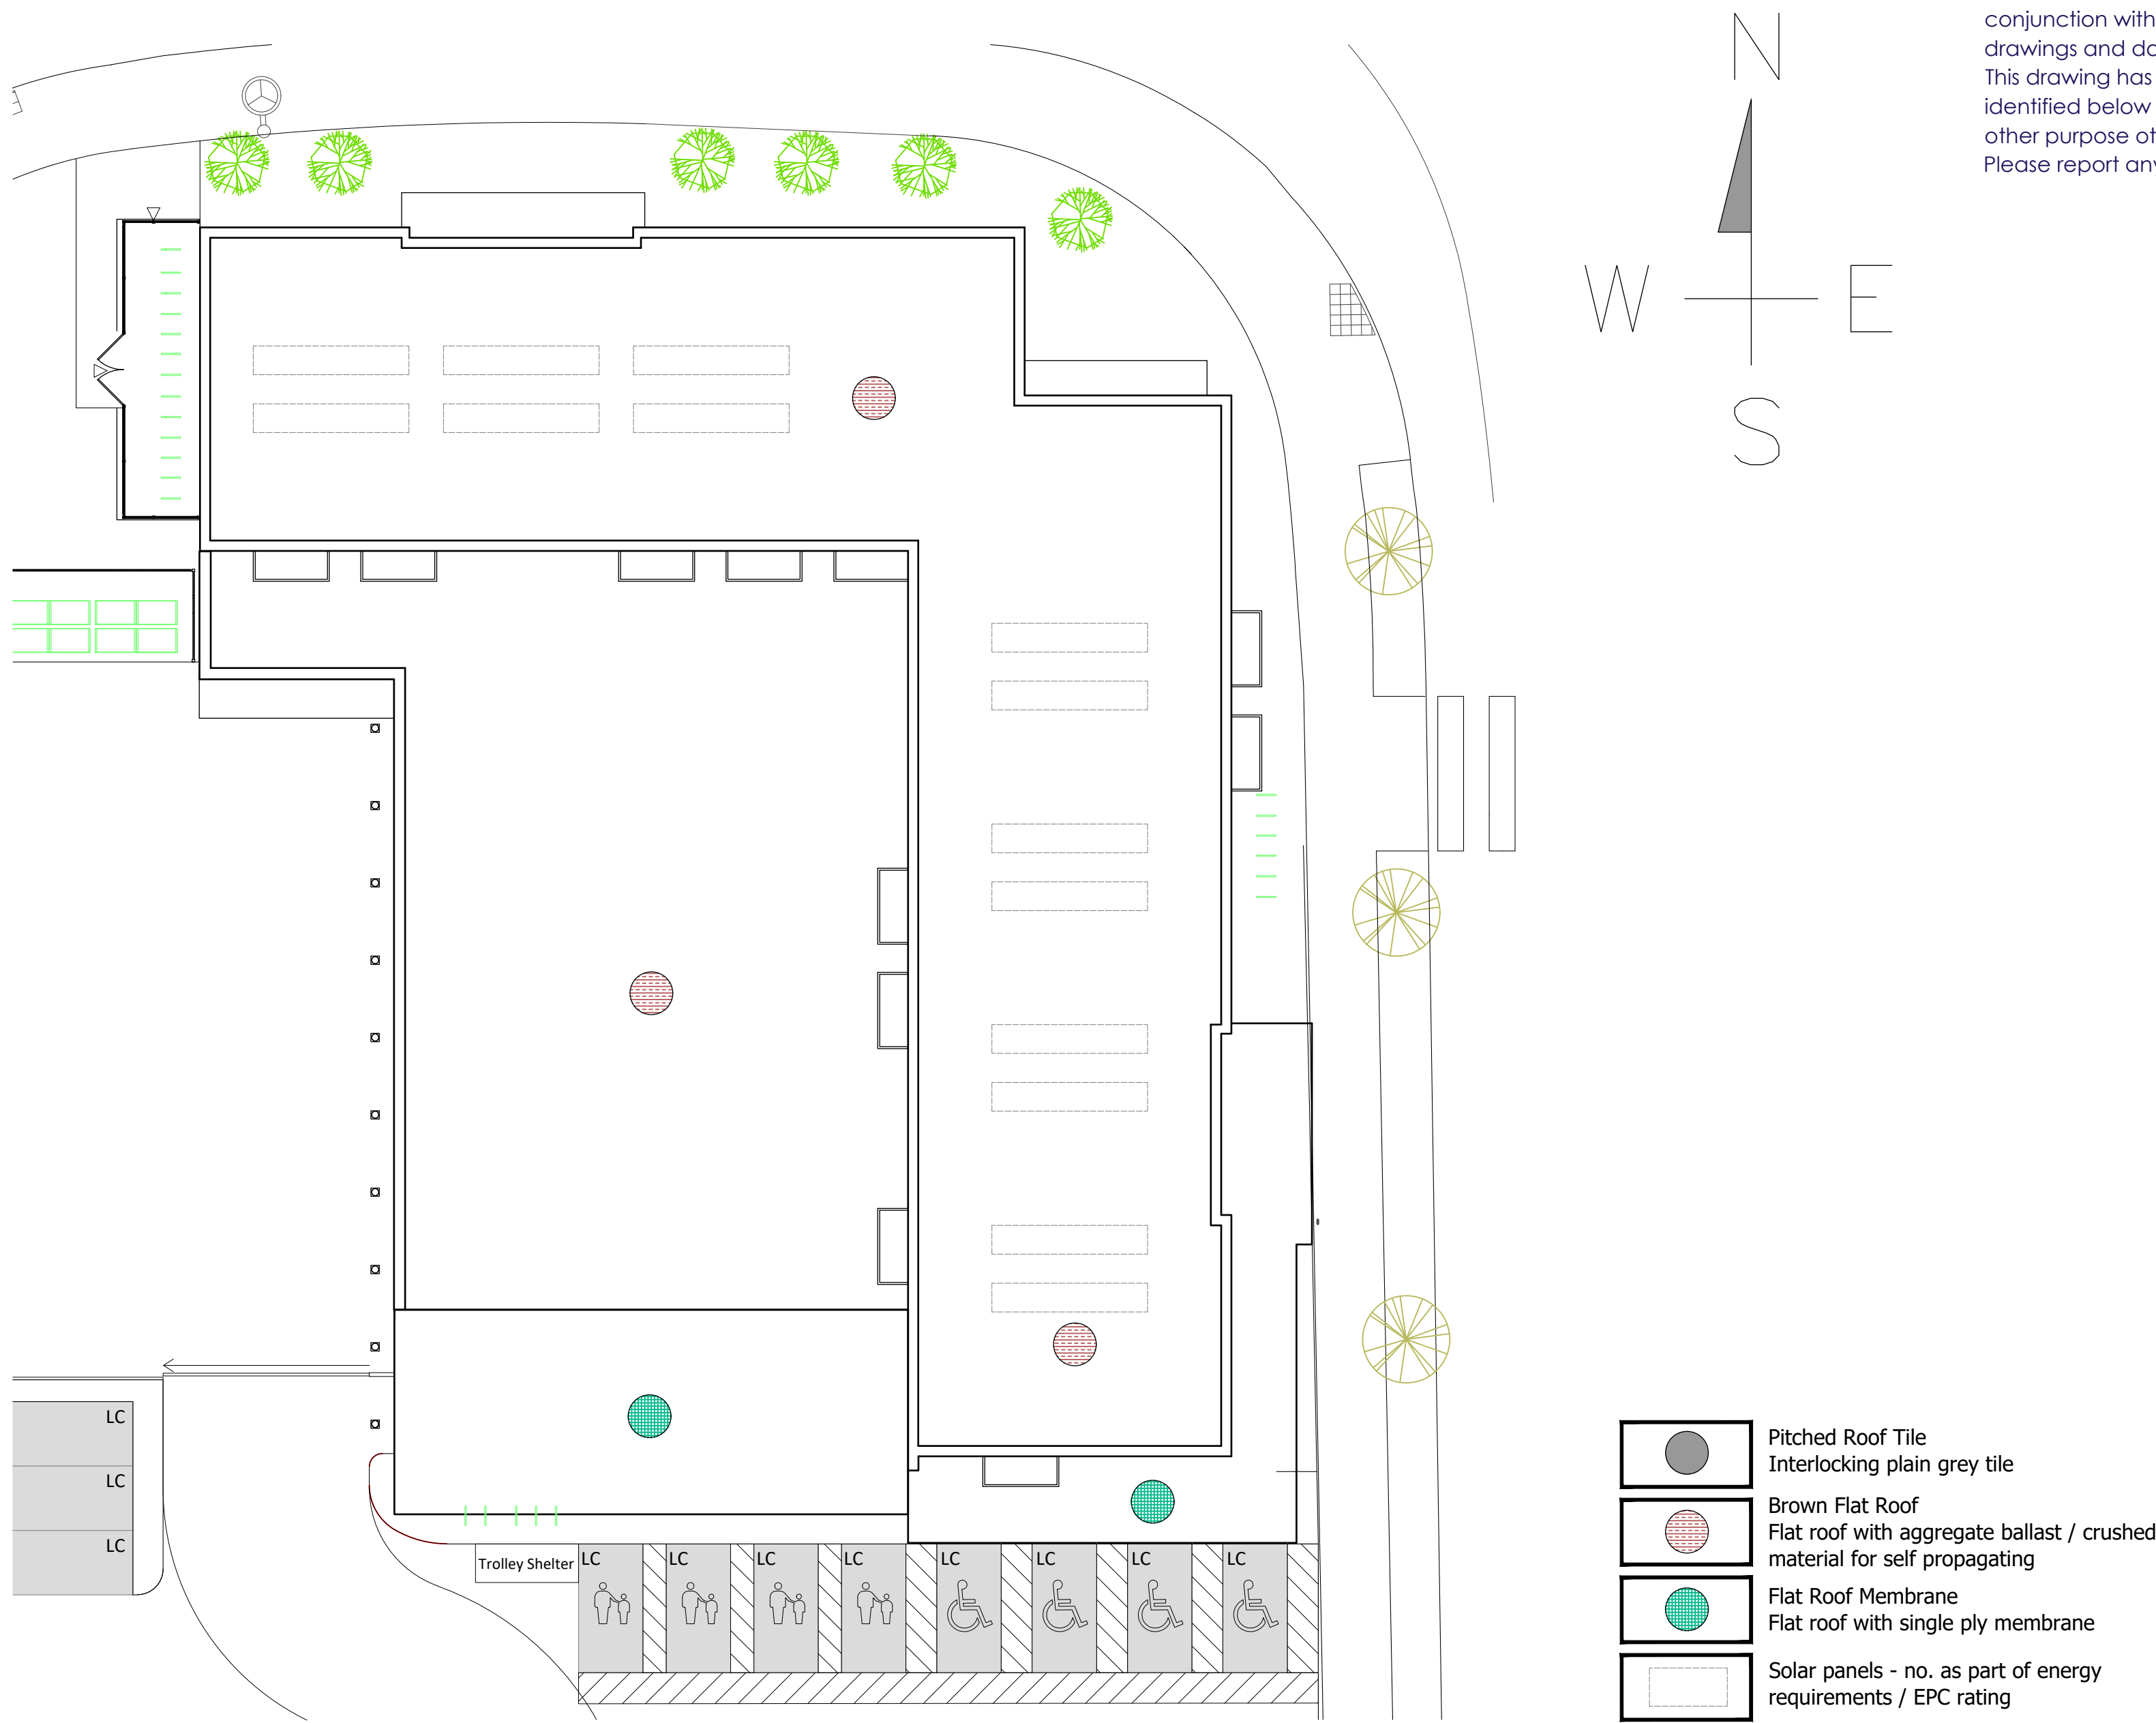 conjunction with
drawings and do
This drawing has
identified below
other purpose ot
Please report any
N
W
E
S
LC
LC
LC
Trolley Shelter
LC
LC
LC
LC
LC
LC
LC
LC
Pitched Roof Tile
Interlocking plain grey tile
Brown Flat Roof
Flat roof with aggregate ballast / crushed
material for self propagating
Flat Roof Membrane
Flat roof with single ply membrane
Solar panels - no. as part of energy
requirements / EPC rating